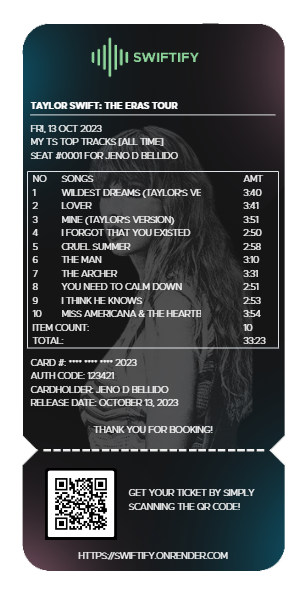 SWIFTIFY
TAYLOR SWIFT: THE ERAS TOUR
FRI, 13 OCT 2023
MY TS TOP TRACKS [ALL TIME]
SEAT #0001 FOR JENO D BELLIDO
NO SONGS AMT
1 WILDEST DREAMS (TAYLOR'S VE 3:40
2 LOVER 3:41
3 MINE (TAYLOR'S VERSION) 3:51
4 I FORGOT THAT YOU EXISTED 2:50
5 CRUEL SUMMER 2:58
6 THE MAN 3:10
7 THE ARCHER 3:31
8 YOU NEED TO CALM DOWN 2:51
9 I THINK HE KNOWS 2:53
10 MISS AMERICANA & THE HEARTB 3:54
ITEM COUNT: 10
TOTAL: 33:23
CARD #: **** **** **** 2023
AUTH CODE: 123421
CARDHOLDER: JENO D BELLIDO
RELEASE DATE: OCTOBER 13, 2023
THANK YOU FOR BOOKING!
GET YOUR TICKET BY SIMPLY
SCANNING THE QR CODE!
HTTPS://SWIFTIFY.ONRENDER.COM